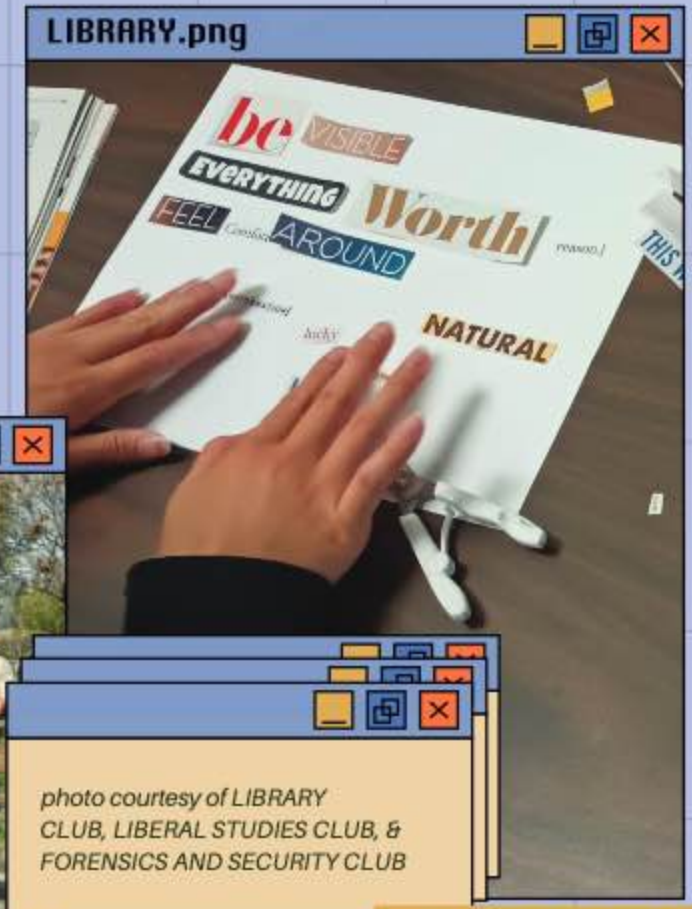 LIBRARY.png
be VISIBLE
EVERYTHING Worth reason.]
FEEL AROUND
lucky NATURAL
photo courtesy of LIBRARY
CLUB, LIBERAL STUDIES CLUB, &
FORENSICS AND SECURITY CLUB